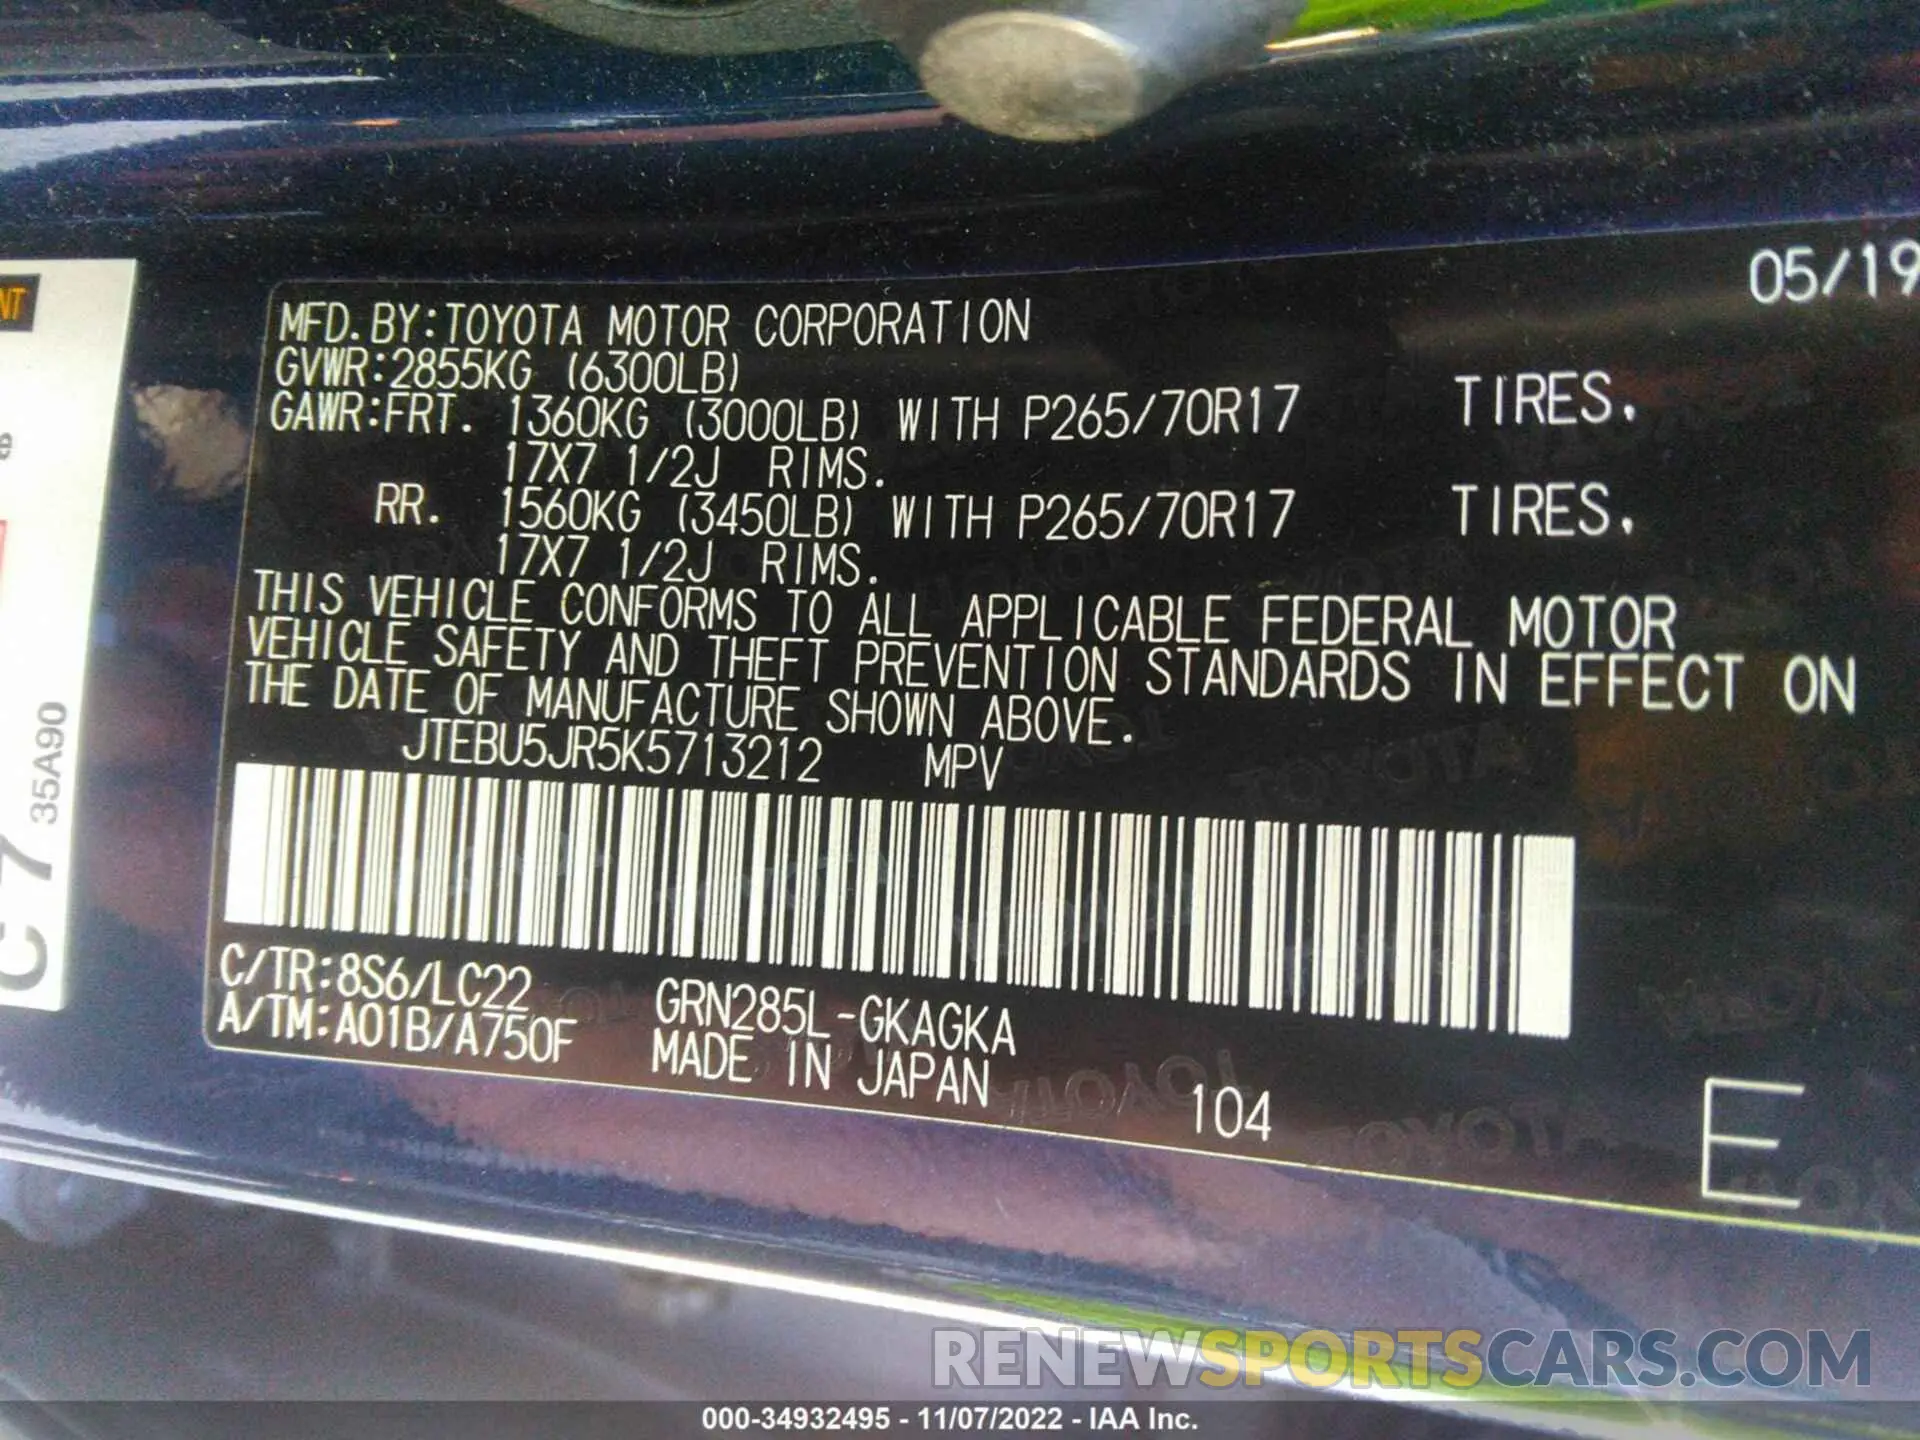 05/19
MFD. BY: TOYOTA MOTOR CORPORATION
GVWR: 2855KG (6300LB)
GAWR: FRT. 1360KG (3000LB) WITH P265/70R17 TIRES,
17X7 1/2J RIMS.
RR. 1560KG (3450LB) WITH P265/70R17 TIRES,
17X7 1/2J RIMS.
THIS VEHICLE CONFORMS TO ALL APPLICABLE FEDERAL MOTOR
VEHICLE SAFETY AND THEFT PREVENTION STANDARDS IN EFFECT ON
THE DATE OF MANUFACTURE SHOWN ABOVE.
JTEBU5JR5K5713212 MPV
C/TR: 8S6/LC22 GRN285L-GKAGKA
A/TM: A01B/A750F MADE IN JAPAN
104
E
NT
35A90
C 7
RENEWSPORTSCARS.COM
000-34932495 - 11/07/2022 - IAA Inc.